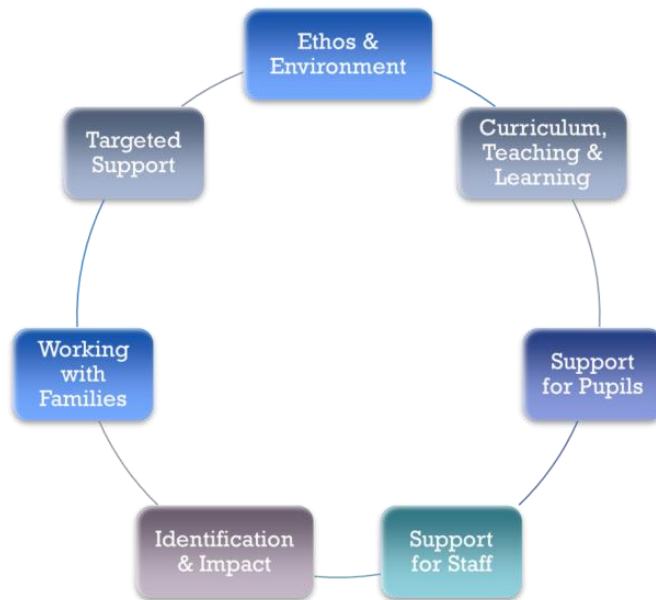 Ethos &
Environment
Curriculum,
Teaching &
Learning
Support
for Pupils
Support
for Staff
Identification
& Impact
Working
with
Families
Targeted
Support